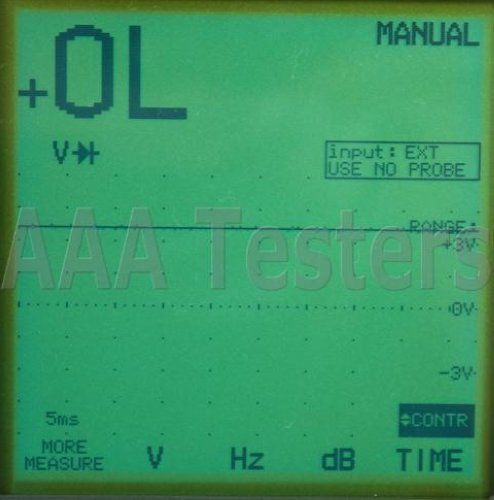 +OL
MANUAL
V
input: EXT
USE NO PROBE
RANGE:
AAA Testers
+3V
0V
-3V
5ms
CONTR
MORE
MEASURE
V
Hz
dB
TIME